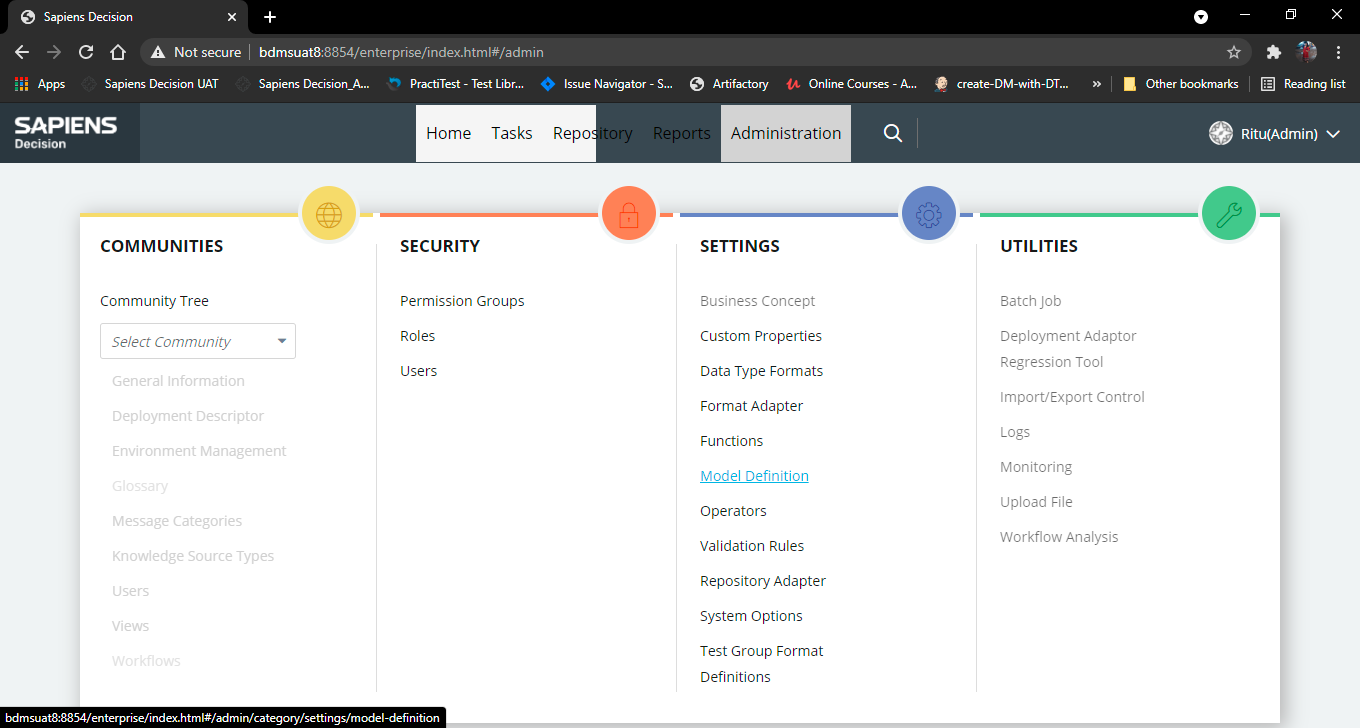 Sapiens Decision
Not secure bdmsuat8:8854/enterprise/index.html#/admin
Apps Sapiens Decision UAT Sapiens Decision_A... PractiTest - Test Libr... Issue Navigator - S... Artifactory Online Courses - A... create-DM-with-DT... » Other bookmarks Reading list
SAPIENS
Decision
Home Tasks Repository Reports Administration
Ritu(Admin)
COMMUNITIES
Community Tree
Select Community
General Information
Deployment Descriptor
Environment Management
Glossary
Message Categories
Knowledge Source Types
Users
Views
Workflows
SECURITY
Permission Groups
Roles
Users
SETTINGS
Business Concept
Custom Properties
Data Type Formats
Format Adapter
Functions
Model Definition
Operators
Validation Rules
Repository Adapter
System Options
Test Group Format
Definitions
UTILITIES
Batch Job
Deployment Adaptor
Regression Tool
Import/Export Control
Logs
Monitoring
Upload File
Workflow Analysis
bdmsuat8:8854/enterprise/index.html#/admin/category/settings/model-definition